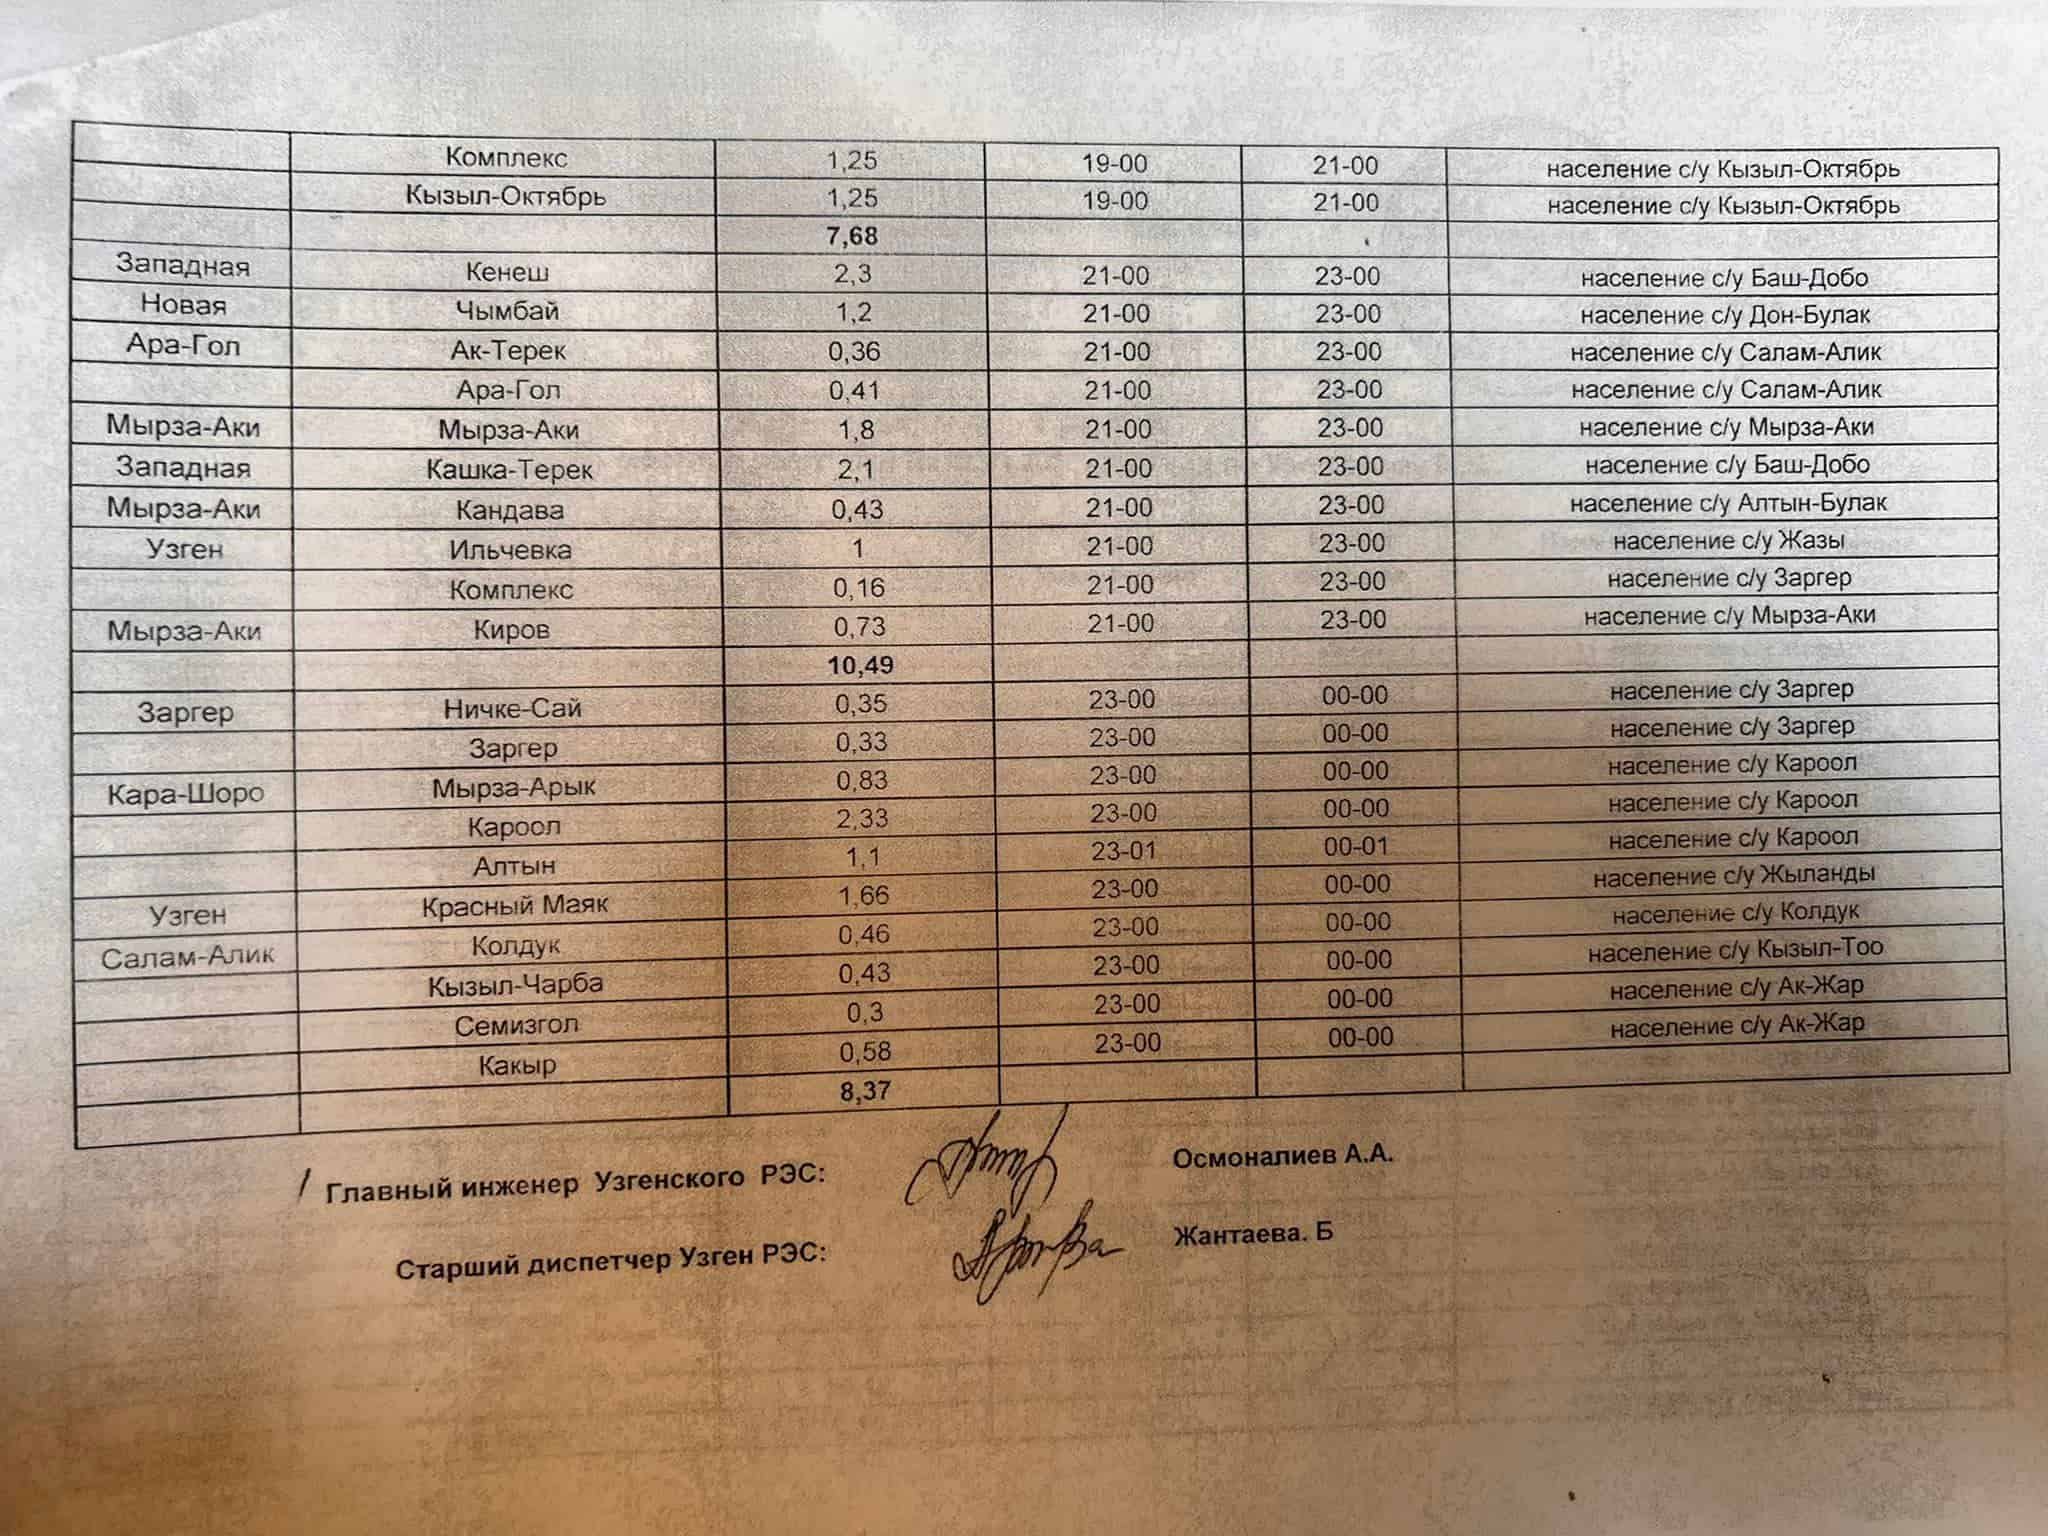 Комплекс 1,25 19-00 21-00 население с/у Кызыл-Октябрь
Кызыл-Октябрь 1,25 19-00 21-00 население с/у Кызыл-Октябрь
7,68
Западная Кенеш 2,3 21-00 23-00 население с/у Баш-Добо
Новая Чымбай 1,2 21-00 23-00 население с/у Дон-Булак
Ара-Гол Ак-Терек 0,36 21-00 23-00 население с/у Салам-Алик
Ара-Гол 0,41 21-00 23-00 население с/у Салам-Алик
Мырза-Аки Мырза-Аки 1,8 21-00 23-00 население с/у Мырза-Аки
Западная Кашка-Терек 2,1 21-00 23-00 население с/у Баш-Добо
Мырза-Аки Кандава 0,43 21-00 23-00 население с/у Алтын-Булак
Узген Ильчевка 1 21-00 23-00 население с/у Жазы
Комплекс 0,16 21-00 23-00 население с/у Заргер
Мырза-Аки Киров 0,73 21-00 23-00 население с/у Мырза-Аки
10,49
Заргер Ничке-Сай 0,35 23-00 00-00 население с/у Заргер
Заргер 0,33 23-00 00-00 население с/у Заргер
Кара-Шоро Мырза-Арык 0,83 23-00 00-00 население с/у Кароол
Кароол 2,33 23-00 00-00 население с/у Кароол
Алтын 1,1 23-01 00-01 население с/у Кароол
Узген Красный Маяк 1,66 23-00 00-00 население с/у Жыланды
Салам-Алик Колдук 0,46 23-00 00-00 население с/у Колдук
Кызыл-Чарба 0,43 23-00 00-00 население с/у Кызыл-Тоо
Семизгол 0,3 23-00 00-00 население с/у Ак-Жар
Какыр 0,58 23-00 00-00 население с/у Ак-Жар
8,37
Главный инженер Узгенского РЭС: Осмоналиев А.А.
Старший диспетчер Узген РЭС: Жантаева. Б